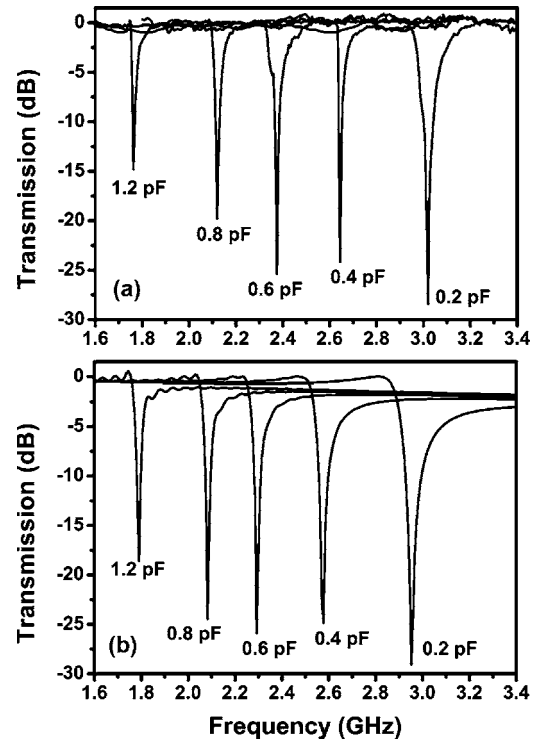 0
-5
-10
-15
-20
-25
-30
Transmission (dB)
1.2 pF
0.8 pF
0.6 pF
0.4 pF
0.2 pF
(a)
1.6 1.8 2.0 2.2 2.4 2.6 2.8 3.0 3.2 3.4
0
-5
-10
-15
-20
-25
-30
Transmission (dB)
1.2 pF
0.8 pF
0.6 pF
0.4 pF
0.2 pF
(b)
1.6 1.8 2.0 2.2 2.4 2.6 2.8 3.0 3.2 3.4
Frequency (GHz)